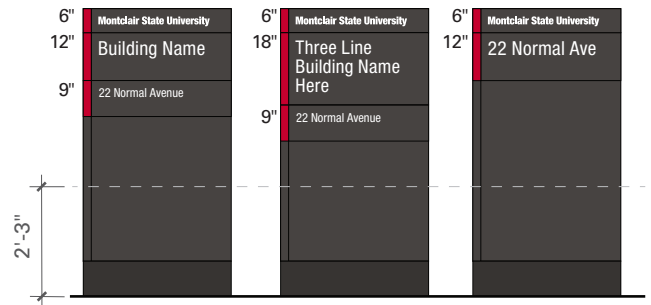 6"
Montclair State University
12"
Building Name
9"
22 Normal Avenue
6"
Montclair State University
18"
Three Line
Building Name
Here
9"
22 Normal Avenue
6"
Montclair State University
12"
22 Normal Ave
2'-3"